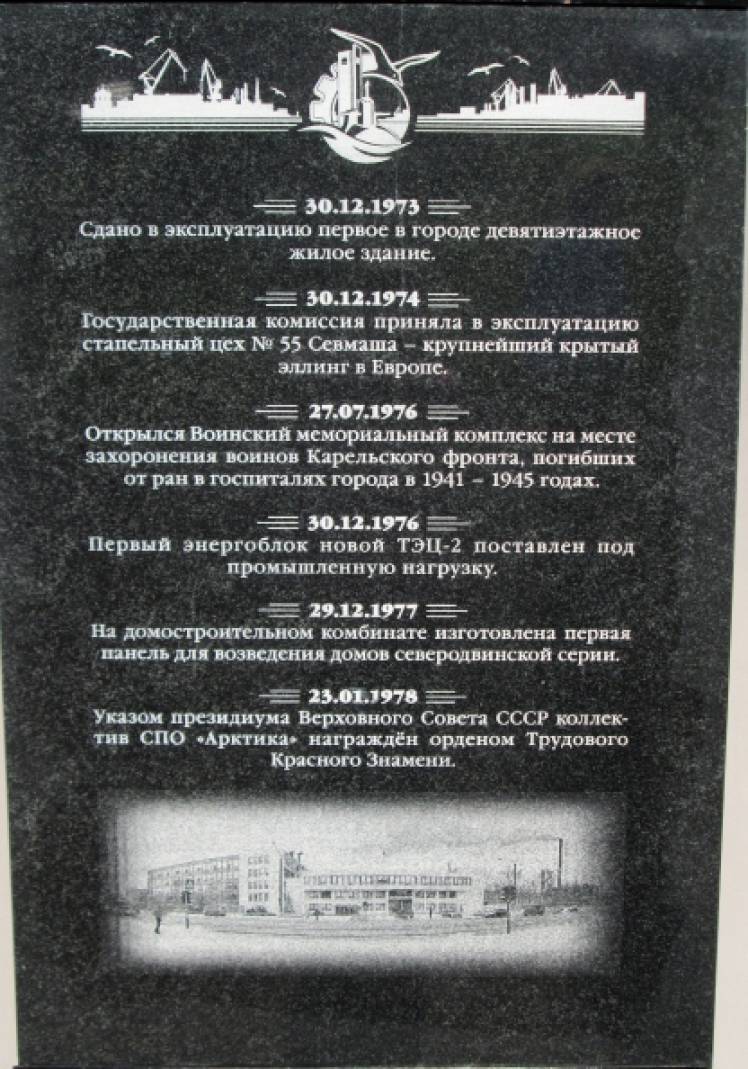 30.12.1973
Сдано в эксплуатацию первое в городе девятиэтажное
жилое здание.
30.12.1974
Государственная комиссия приняла в эксплуатацию
стапельный цех № 55 Севмаша – крупнейший крытый
эллинг в Европе.
27.07.1976
Открылся Воинский мемориальный комплекс на месте
захоронения воинов Карельского фронта, погибших
от ран в госпиталях города в 1941 – 1945 годах.
30.12.1976
Первый энергоблок новой ТЭЦ-2 поставлен под
промышленную нагрузку.
29.12.1977
На домостроительном комбинате изготовлена первая
панель для возведения домов северодвинской серии.
23.01.1978
Указом президиума Верховного Совета СССР коллек-
тив СПО «Арктика» награждён орденом Трудового
Красного Знамени.